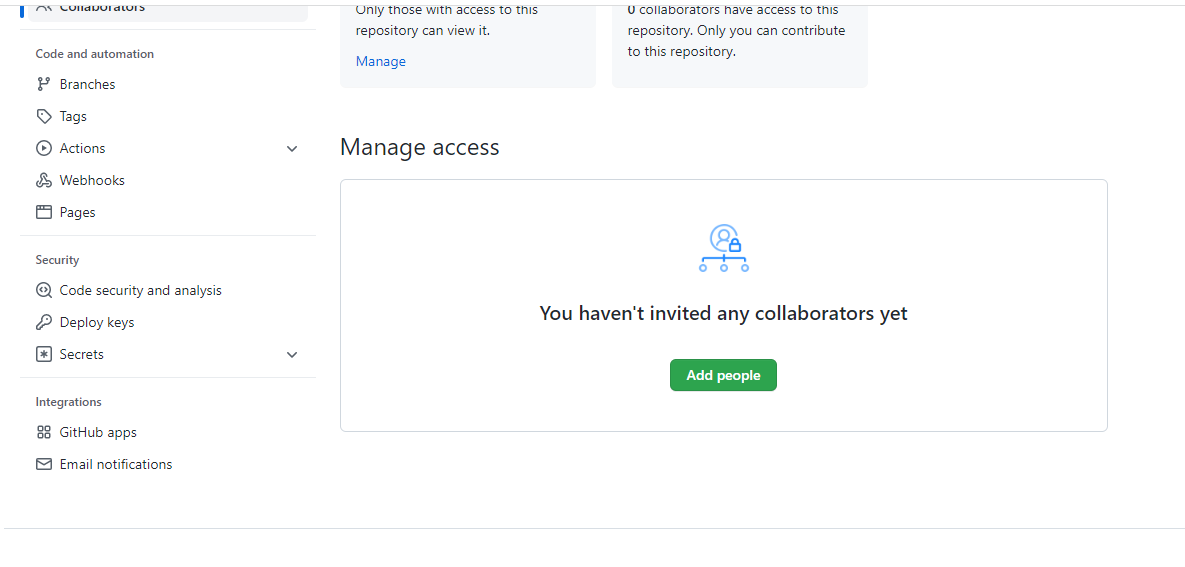 Collaborators
Code and automation
Branches
Tags
Actions
Webhooks
Pages
Security
Code security and analysis
Deploy keys
Secrets
Integrations
GitHub apps
Email notifications
Only those with access to this
repository can view it.
Manage
0 collaborators have access to this
repository. Only you can contribute
to this repository.
Manage access
You haven't invited any collaborators yet
Add people